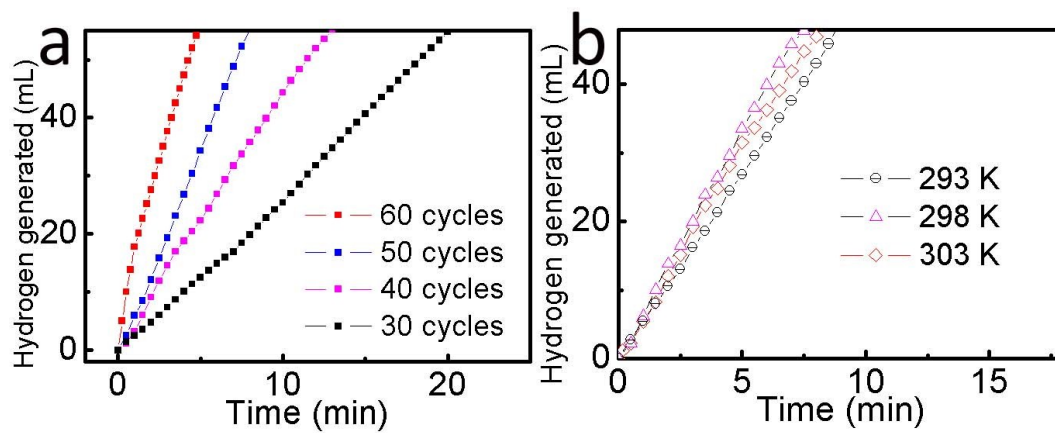 a
Hydrogen generated (mL)
40
20
0
60 cycles
50 cycles
40 cycles
30 cycles
0 10 20
Time (min)
b
Hydrogen generated (mL)
40
20
0
293 K
298 K
303 K
0 5 10 15
Time (min)